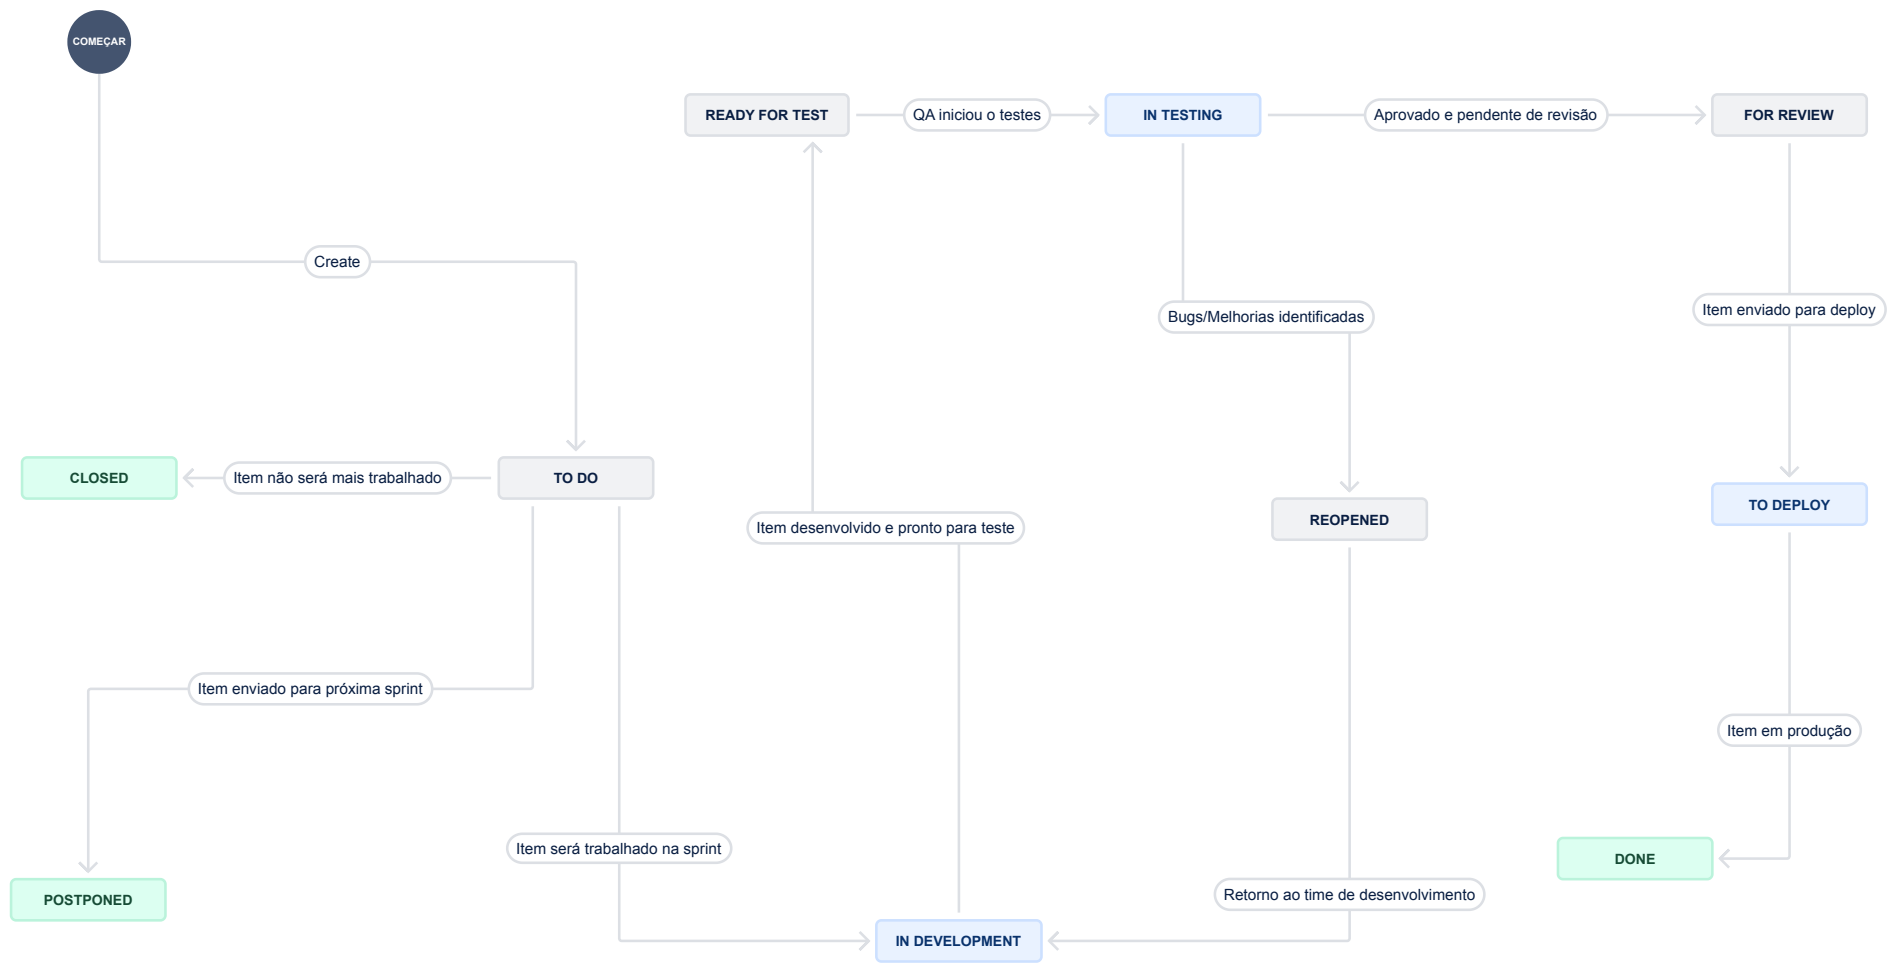 COMEÇAR
READY FOR TEST
QA iniciou o testes
IN TESTING
Aprovado e pendente de revisão
FOR REVIEW
Create
Item enviado para deploy
Bugs/Melhorias identificadas
CLOSED
Item não será mais trabalhado
TO DO
TO DEPLOY
REOPENED
Item desenvolvido e pronto para teste
Item enviado para próxima sprint
Item em produção
Item será trabalhado na sprint
DONE
Retorno ao time de desenvolvimento
POSTPONED
IN DEVELOPMENT